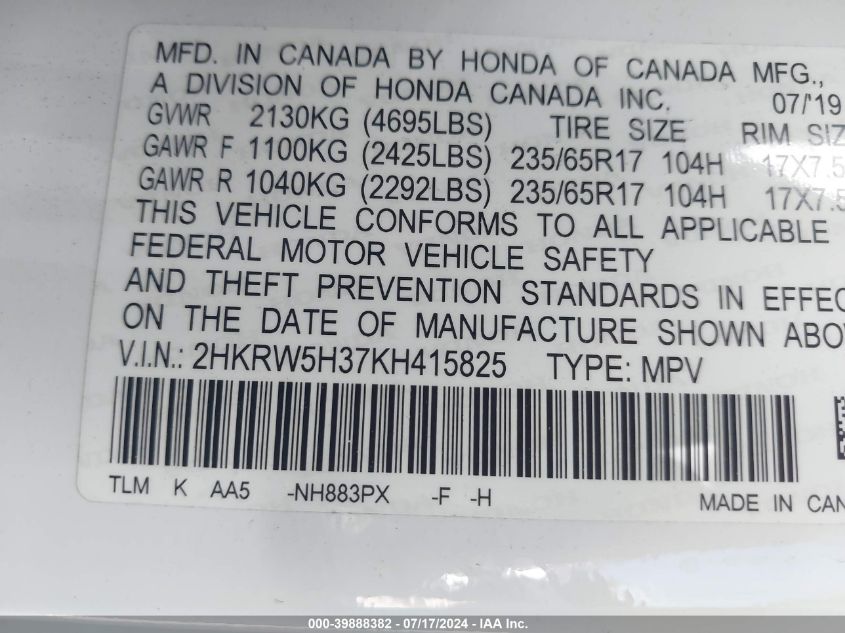 MFD. IN CANADA BY HONDA OF CANADA MFG.,
A DIVISION OF HONDA CANADA INC. 07/'19
GVWR 2130KG (4695LBS) TIRE SIZE RIM SIZ
GAWR F 1100KG (2425LBS) 235/65R17 104H 17X7.5
GAWR R 1040KG (2292LBS) 235/65R17 104H 17X7.5
THIS VEHICLE CONFORMS TO ALL APPLICABLE
FEDERAL MOTOR VEHICLE SAFETY
AND THEFT PREVENTION STANDARDS IN EFFEC
ON THE DATE OF MANUFACTURE SHOWN ABO
V.I.N.: 2HKRW5H37KH415825 TYPE: MPV
TLM K AA5 -NH883PX -F -H
MADE IN CAN
000-39888382 / 07/17/2024 - IAA Inc.